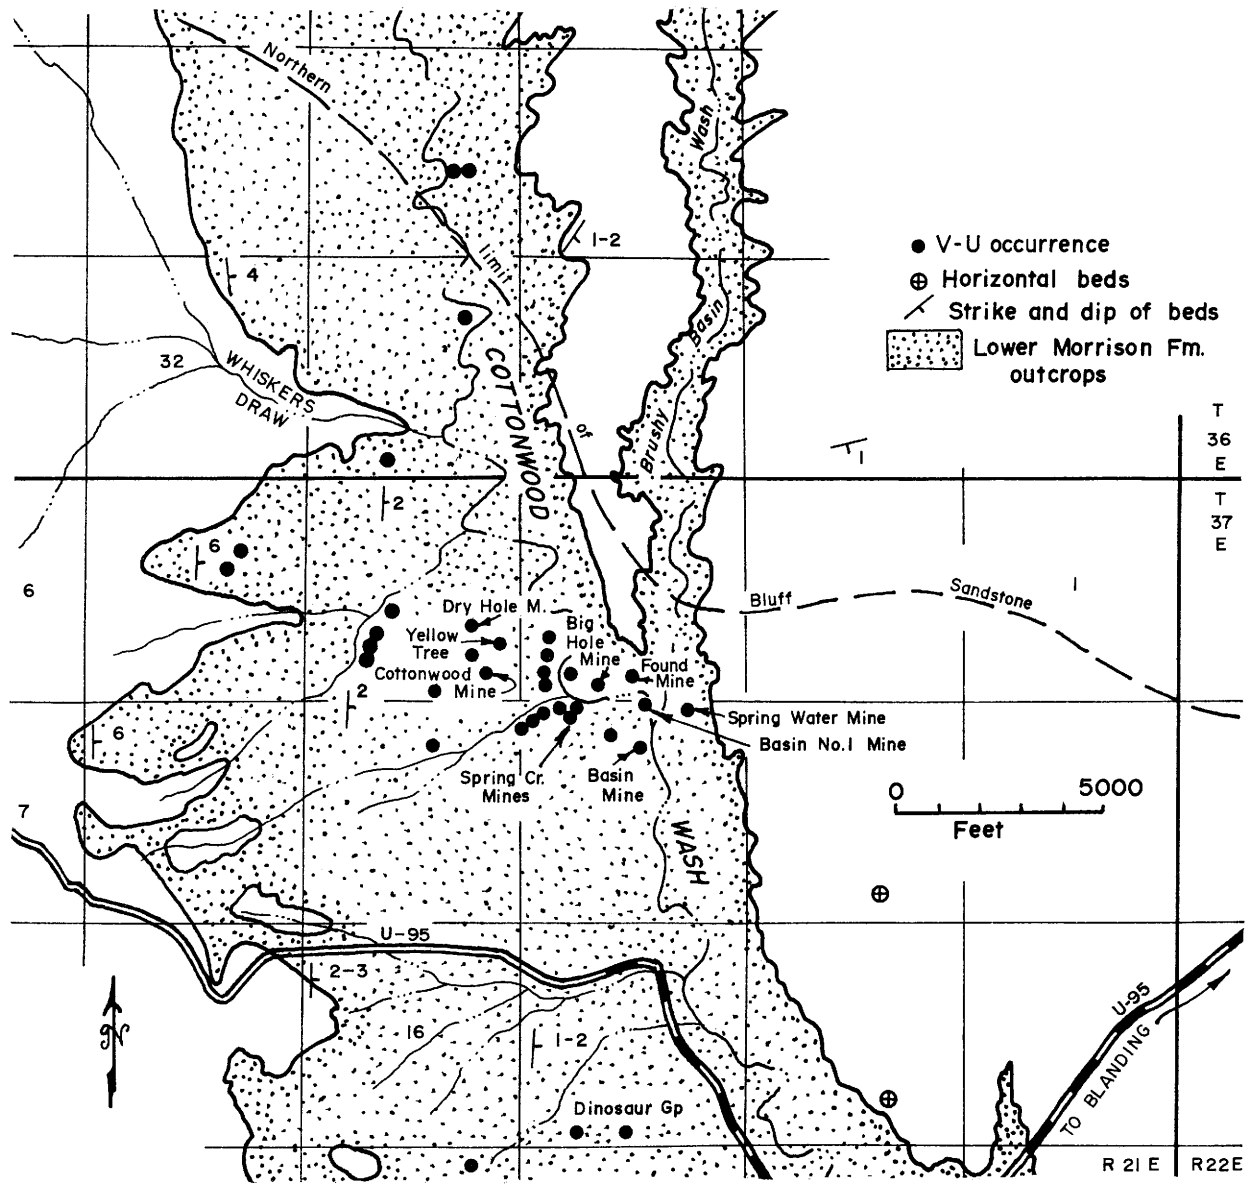 Northern
Wash
1-2
V-U occurrence
Horizontal beds
Strike and dip of beds
Lower Morrison Fm.
outcrops
4
limit
Basin
32
WHISKERS
DRAW
COTTONWOOD
of
Brushy
1
T
36
E
T
37
E
2
6
6
Bluff
Sandstone
1
Dry Hole M.
Yellow
Tree
Big
Hole
Mine
Cottonwood
Mine
Found
Mine
2
6
Spring Water Mine
Basin No.1 Mine
Spring Cr.
Mines
Basin
Mine
0 5000
Feet
7
WASH
U-95
2-3
N
16
1-2
U-95
TO BLANDING
Dinosaur Gp
R 21 E
R22E